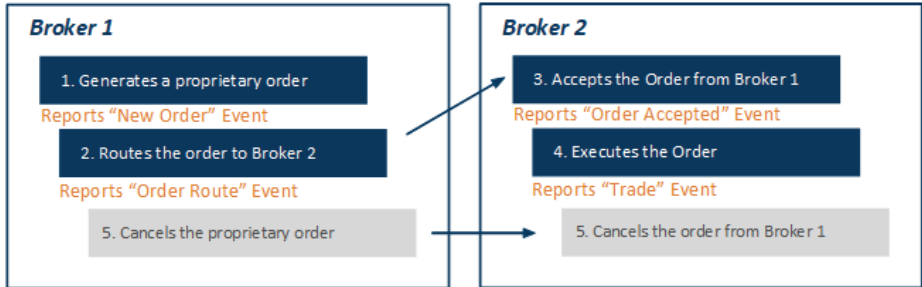 Broker 1
1. Generates a proprietary order
Reports “New Order” Event
2. Routes the order to Broker 2
Reports “Order Route” Event
5. Cancels the proprietary order
Broker 2
3. Accepts the Order from Broker 1
Reports “Order Accepted” Event
4. Executes the Order
Reports “Trade” Event
5. Cancels the order from Broker 1